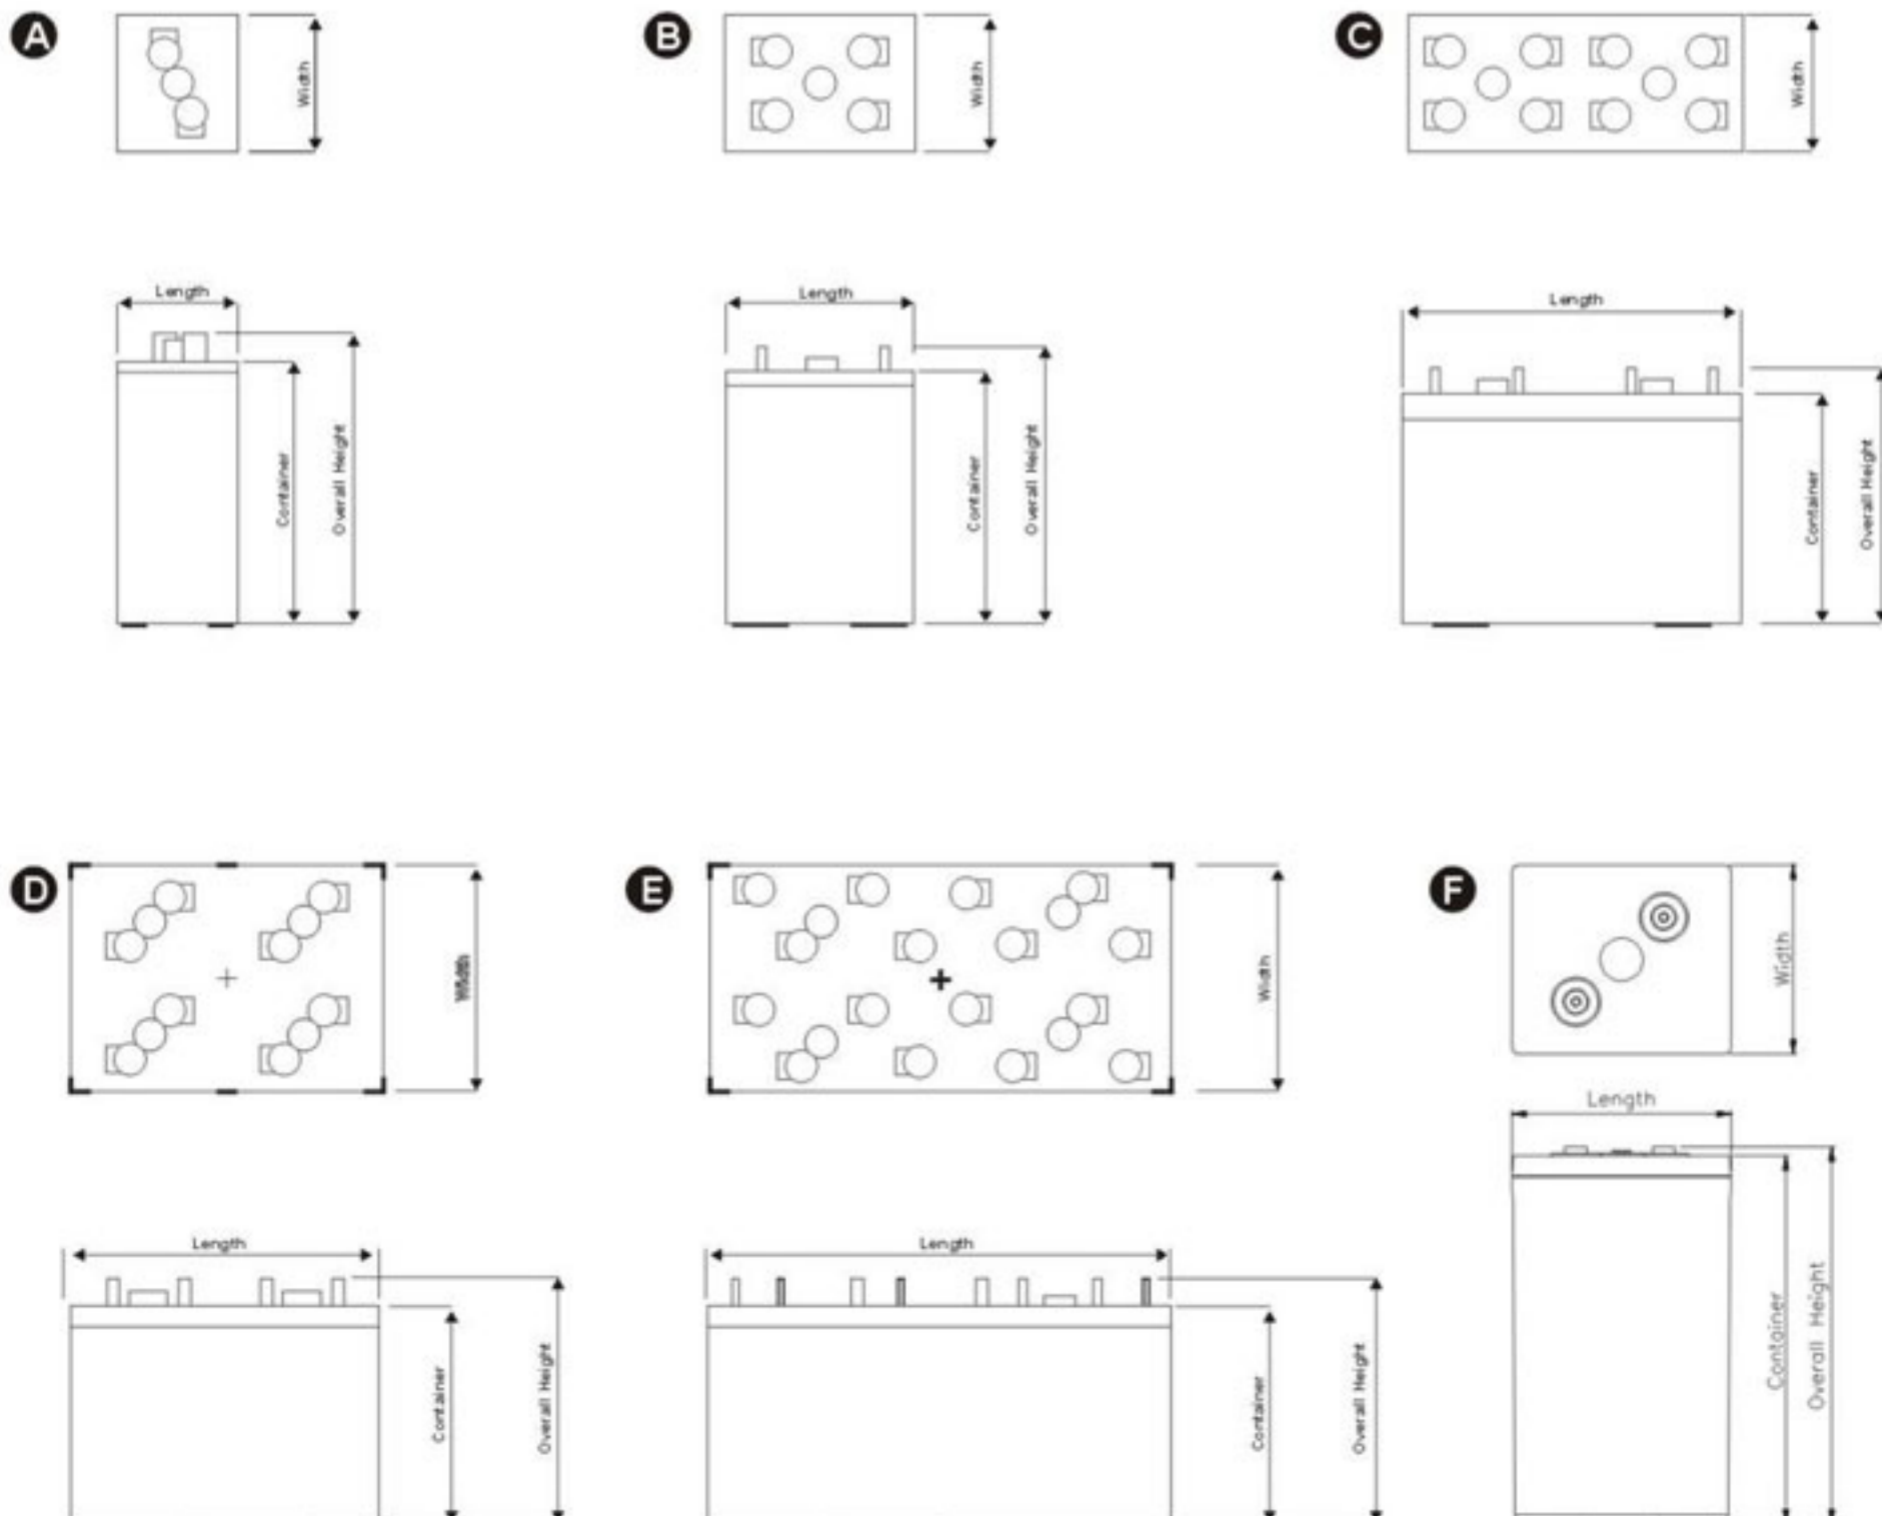 A
Width
Length
Container
Overall Height
B
Width
Length
Container
Overall Height
C
Width
Length
Container
Overall Height
D
Width
Length
Container
Overall Height
E
Width
Length
Container
Overall Height
F
Width
Length
Container
Overall Height